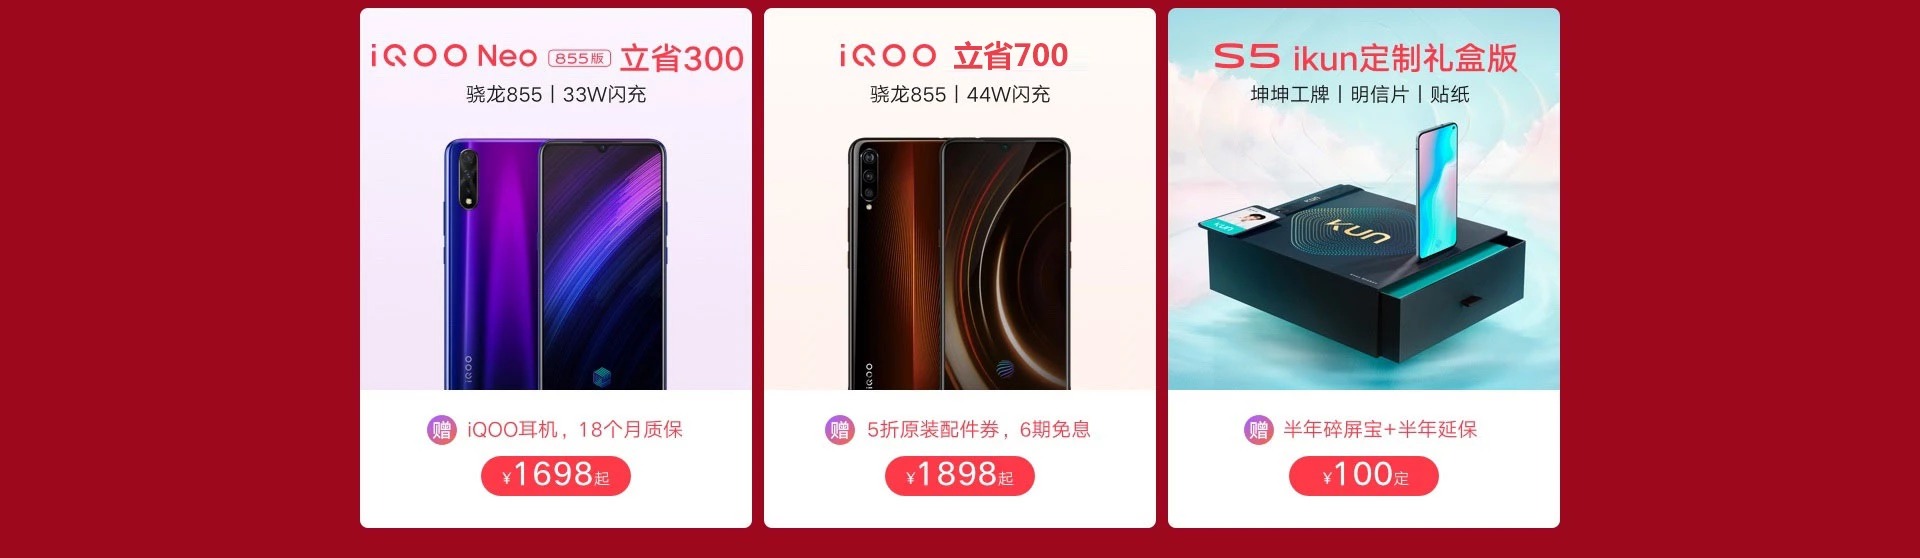 iQOO Neo 855版 立省300
骁龙855 | 33W闪充
iQOO
赠 iQOO耳机，18个月质保
¥1698起
iQOO 立省700
骁龙855 | 44W闪充
iQOO
赠 5折原装配件券，6期免息
¥1898起
S5 ikun定制礼盒版
坤坤工牌 | 明信片 | 贴纸
iKUN
赠 半年碎屏宝+半年延保
¥100定